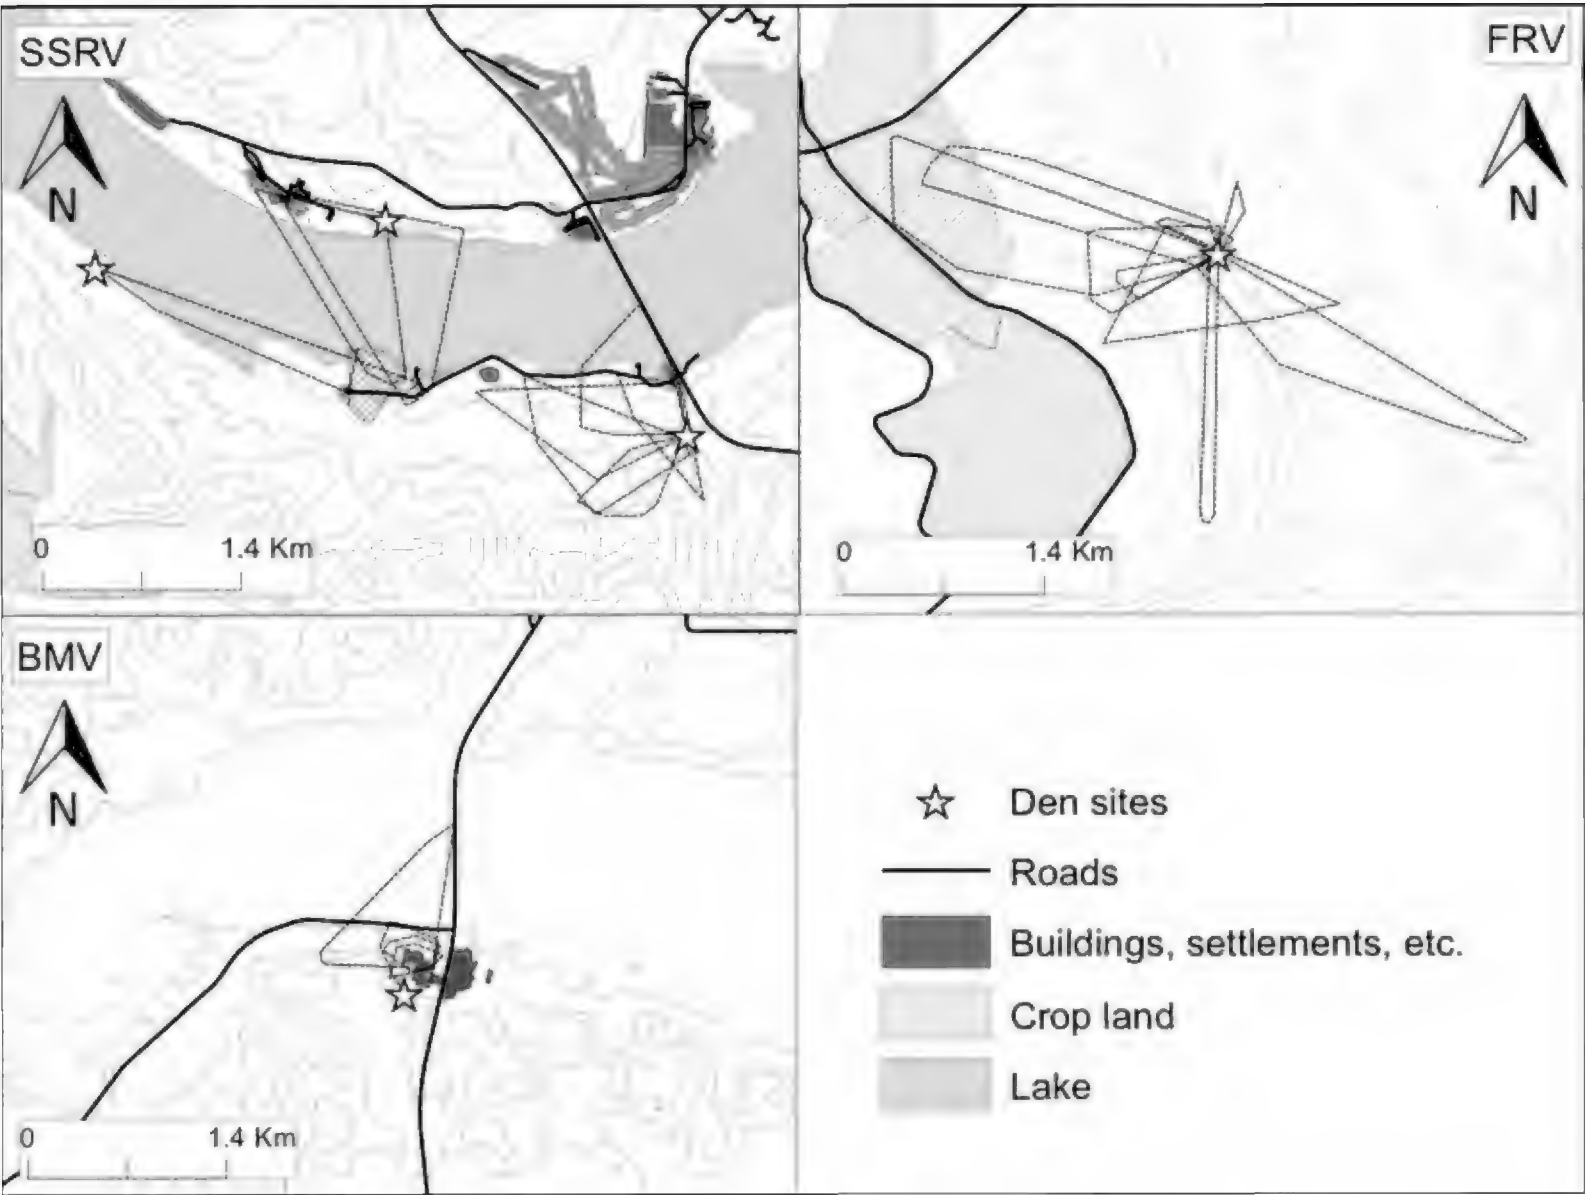 SSRV
N
0 1.4 Km
FRV
N
0 1.4 Km
BMV
N
0 1.4 Km
Den sites
Roads
Buildings, settlements, etc.
Crop land
Lake